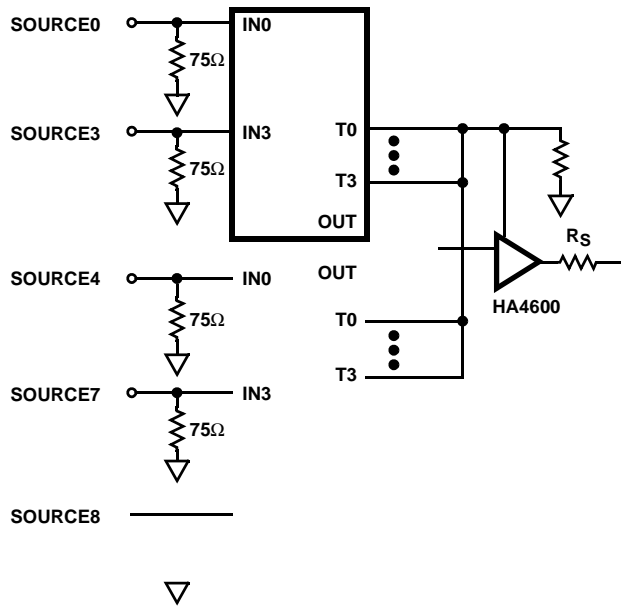 SOURCE0
IN0
75Ω
SOURCE3
IN3
T0
75Ω
T3
OUT
RS
SOURCE4
IN0
OUT
HA4600
75Ω
T0
T3
SOURCE7
IN3
75Ω
SOURCE8